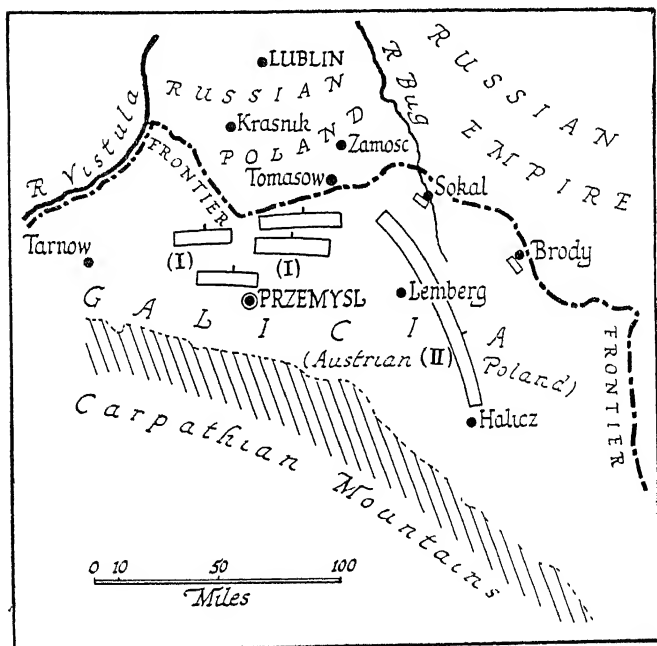 LUBLIN
RUSSIAN POLAND
RUSSIAN EMPIRE
R Vistula
R Bug
Krasnik
Zamosc
FRONTIER
Tomasow
Sokal
Tarnow
(I)
(I)
Brody
PRZEMYSL
Lemberg
GALICIA
(Austrian (II) Poland)
FRONTIER
Halicz
Carpathian Mountains
0 10 50 100
Miles